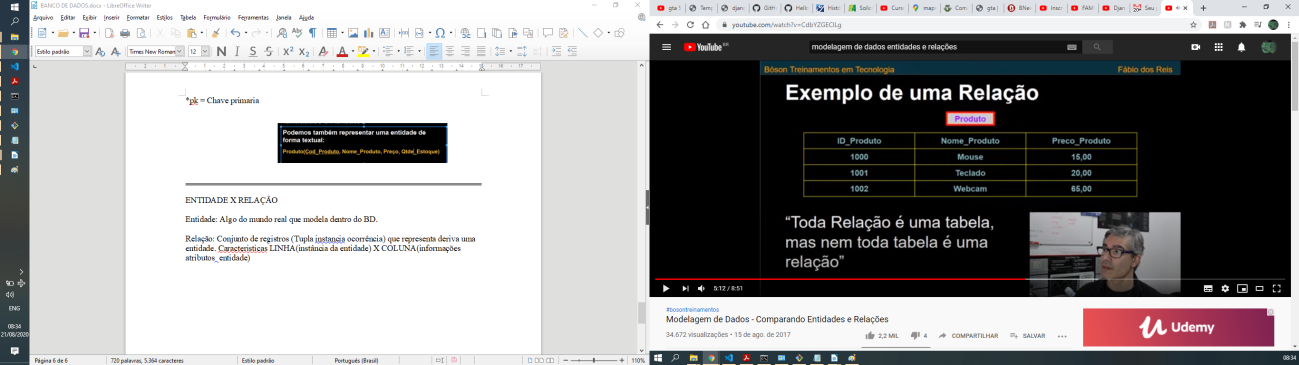 BANCO DE DADOS.docx - LibreOffice Writer
Arquivo Editar Exibir Inserir Formatar Estilos Tabela Formulário Ferramentas Janela Ajuda
Estilo padrão Times New Roman 12
*pk = Chave primaria
Podemos também representar uma entidade de
forma textual:
Produto(Cod_Produto, Nome_Produto, Preço, Qtde_Estoque)
ENTIDADE X RELAÇÃO
Entidade: Algo do mundo real que modela dentro do BD.
Relação: Conjunto de registros (Tupla instancia ocorrência) que representa deriva uma
entidade. Caracteristicas LINHA(instância da entidade) X COLUNA(informações
atributos_entidade)
ENG
08:34
21/08/2020
Página 6 de 6 720 palavras, 5.364 caracteres Estilo padrão Português (Brasil) 110%
youtube.com/watch?v=CdbYZGECILg
YouTube BR
modelagem de dados entidades e relações
Bóson Treinamentos em Tecnologia Fábio dos Reis
Exemplo de uma Relação
Produto
ID_Produto Nome_Produto Preco_Produto
1000 Mouse 15,00
1001 Teclado 20,00
1002 Webcam 65,00
“Toda Relação é uma tabela,
mas nem toda tabela é uma
relação”
5:12 / 8:51
#bosontreinamentos
Modelagem de Dados - Comparando Entidades e Relações
34.672 visualizações • 15 de ago. de 2017
2,2 MIL 4 COMPARTILHAR SALVAR
Udemy
08:34